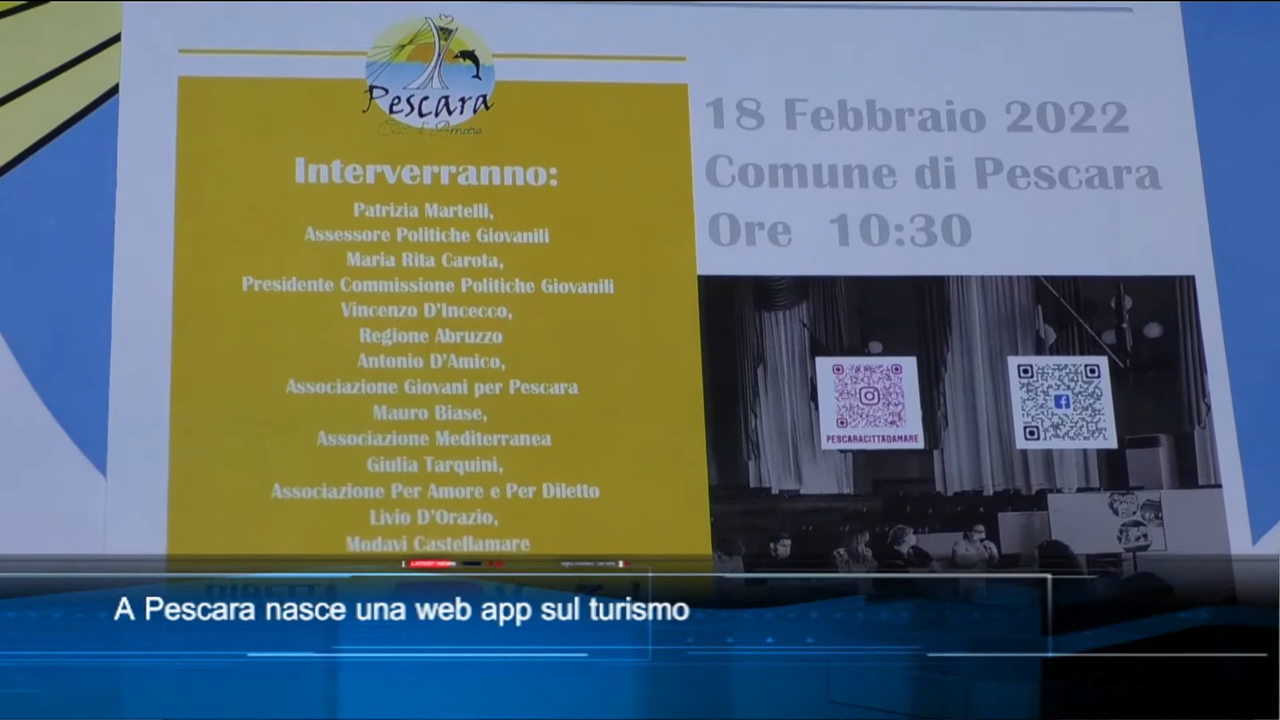 Pescara
Interverranno:
Patrizia Martelli,
Assessore Politiche Giovanili
Maria Rita Carota,
Presidente Commissione Politiche Giovanili
Vincenzo D'Incecco,
Regione Abruzzo
Antonio D'Amico,
Associazione Giovani per Pescara
Mauro Biase,
Associazione Mediterranea
Giulia Tarquini,
Associazione Per Amore e Per Diletto
Livio D'Orazio,
Modavi Castellamare
18 Febbraio 2022
Comune di Pescara
Ore 10:30
PESCARACITTADAMARE
LATEST NEWS
A Pescara nasce una web app sul turismo